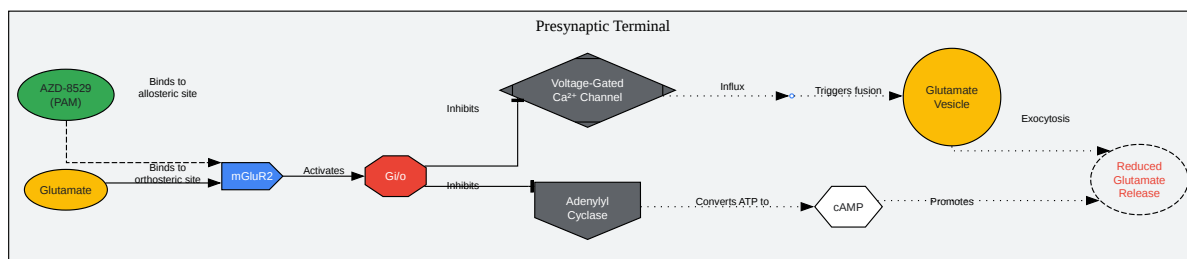 Presynaptic Terminal
AZD-8529
(PAM)
Binds to
allosteric site
Glutamate
Binds to
orthosteric site
mGluR2
Activates
Gi/o
Inhibits
Inhibits
Voltage-Gated
Ca²⁺ Channel
Influx
Triggers fusion
Glutamate
Vesicle
Exocytosis
Adenylyl
Cyclase
Converts ATP to
cAMP
Promotes
Reduced
Glutamate
Release